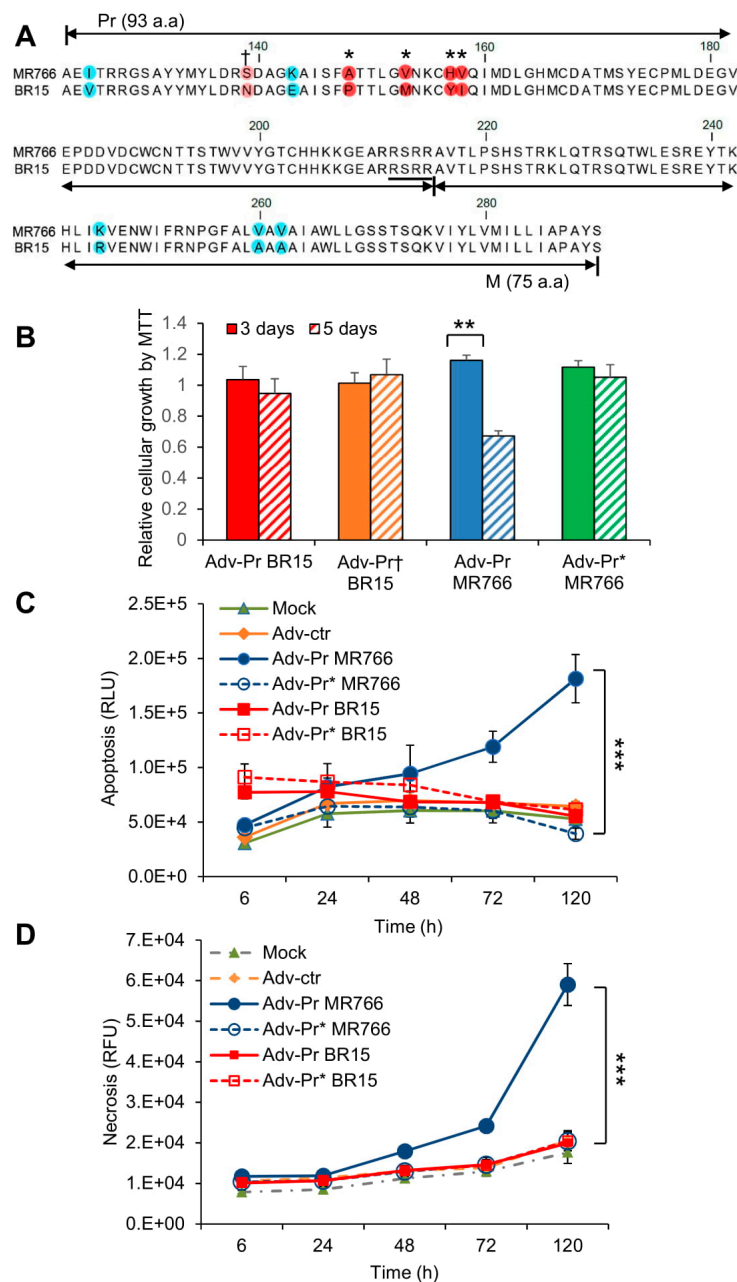 A
Pr (93 a.a)
† * * **
140 160 180
MR766 AEITRRGSAYYMYLDRSDAGKAISFATTLGVNKCHVQIMDLGHMCDATMSYECPMLDEGV
BR15 AEVTRRGSAYYMYLDRNDAGEAISFPTTLGMNKCYIQIMDLGHMCDATMSYECPMLDEGV
200 220 240
MR766 EPDDVDCWCNTTSTWVVYGTCHHKKGEARRSRRAVTLPSHSTRKLQTRSQTWLESREYTK
BR15 EPDDVDCWCNTTSTWVVYGTCHHKKGEARRSRRAVTLPSHSTRKLQTRSQTWLESREYTK
260 280
MR766 HLIKVENWIFRNPGFALVAVAIAWLLGSSTSQKVIYLVMILLIAPAYS
BR15 HLIRVENWIFRNPGFALAAAAIAWLLGSSTSQKVIYLVMILLIAPAYS
M (75 a.a)
B
Relative cellular growth by MTT
1.4
1.2
1
0.8
0.6
0.4
0.2
0
3 days 5 days
**
Adv-Pr BR15
Adv-Pr†
BR15
Adv-Pr
MR766
Adv-Pr*
MR766
C
Apoptosis (RLU)
2.5E+5
2.0E+5
1.5E+5
1.0E+5
5.0E+4
0.0E+0
Mock
Adv-ctr
Adv-Pr MR766
Adv-Pr* MR766
Adv-Pr BR15
Adv-Pr* BR15
***
6 24 48 72 120
Time (h)
D
Necrosis (RFU)
7.E+04
6.E+04
5.E+04
4.E+04
3.E+04
2.E+04
1.E+04
0.E+00
Mock
Adv-ctr
Adv-Pr MR766
Adv-Pr* MR766
Adv-Pr BR15
Adv-Pr* BR15
***
6 24 48 72 120
Time (h)